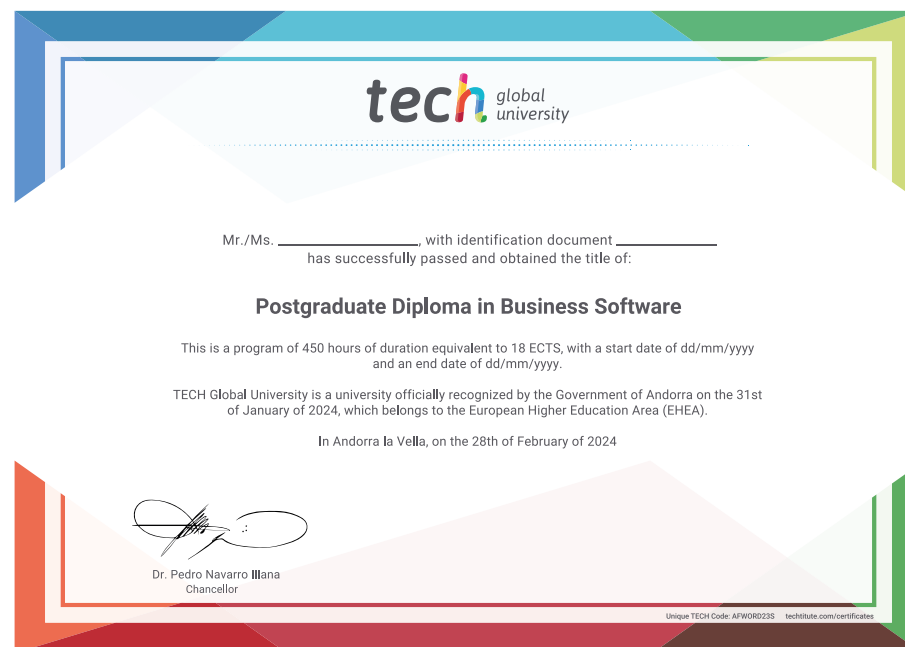 tech global university
Mr./Ms. ____________________, with identification document ______________
has successfully passed and obtained the title of:
Postgraduate Diploma in Business Software
This is a program of 450 hours of duration equivalent to 18 ECTS, with a start date of dd/mm/yyyy
and an end date of dd/mm/yyyy.
TECH Global University is a university officially recognized by the Government of Andorra on the 31st
of January of 2024, which belongs to the European Higher Education Area (EHEA).
In Andorra la Vella, on the 28th of February of 2024
Dr. Pedro Navarro Illana
Chancellor
Unique TECH Code: AFWORD23S techtitute.com/certificates